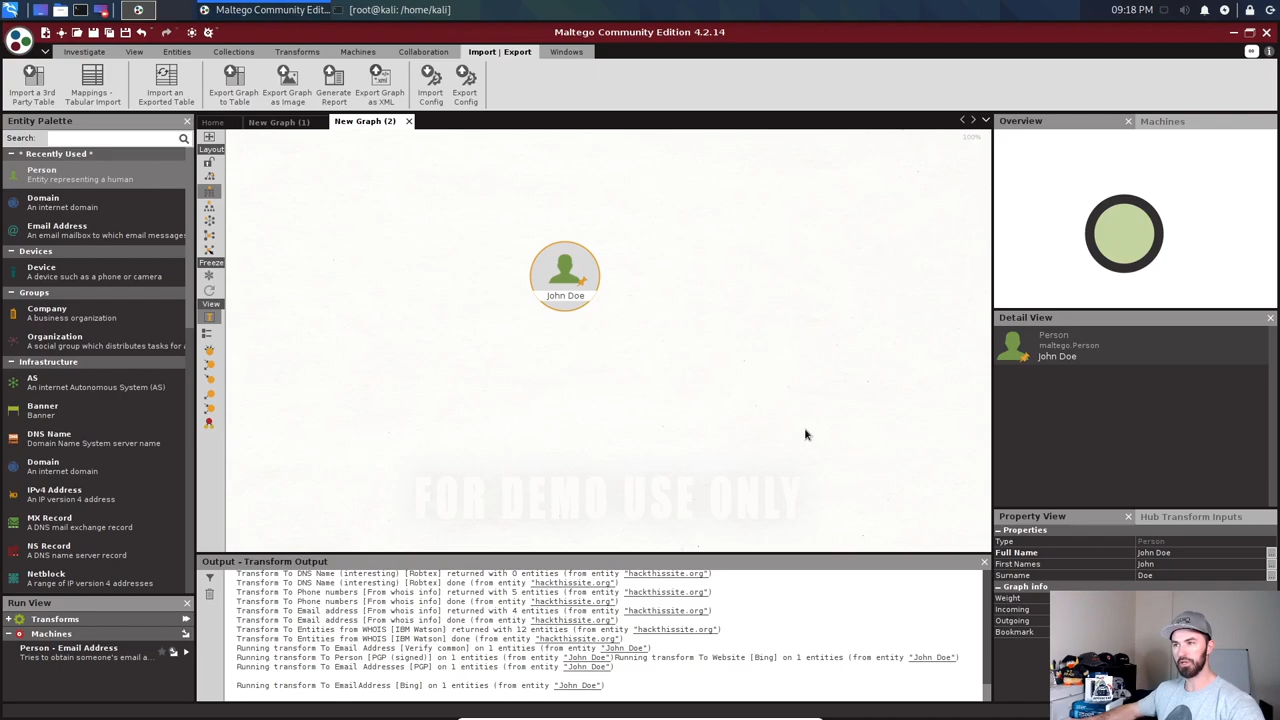 Maltego Community Edi...
[root@kali: /home/kali]
09:18 PM
Maltego Community Edition 4.2.14
Investigate View Entities Collections Transforms Machines Collaboration Import | Export Windows
Import a 3rd Party Table
Mappings - Tabular Import
Import an Exported Table
Export Graph to Table
Export Graph as Image
Generate Report
Export Graph as XML
Import Config
Export Config
Entity Palette
Home New Graph (1) New Graph (2)
Overview Machines
Search:
100%
* Recently Used *
Layout
Person
Entity representing a human
Domain
An internet domain
Email Address
An email mailbox to which email messages
Devices
Device
A device such as a phone or camera
Groups
Company
A business organization
Organization
A social group which distributes tasks for a
Infrastructure
AS
An internet Autonomous System (AS)
Banner
Banner
DNS Name
Domain Name System server name
Domain
An internet domain
IPv4 Address
An IP version 4 address
MX Record
A DNS mail exchange record
NS Record
A DNS name server record
Netblock
A range of IP version 4 addresses
Freeze
View
John Doe
FOR DEMO USE ONLY
Detail View
Person
maltego.Person
John Doe
Run View
Transforms
Machines
Person - Email Address
Tries to obtain someone's email a...
Output - Transform Output
Transform To DNS Name (interesting) [Robtex] returned with 0 entities (from entity "hackthissite.org")
Transform To DNS Name (interesting) [Robtex] done (from entity "hackthissite.org")
Transform To Phone numbers [From whois info] returned with 5 entities (from entity "hackthissite.org")
Transform To Phone numbers [From whois info] done (from entity "hackthissite.org")
Transform To Email address [From whois info] returned with 4 entities (from entity "hackthissite.org")
Transform To Email address [From whois info] done (from entity "hackthissite.org")
Transform To Entities from WHOIS [IBM Watson] returned with 12 entities (from entity "hackthissite.org")
Transform To Entities from WHOIS [IBM Watson] done (from entity "hackthissite.org")
Running transform To Email Address [Verify common] on 1 entities (from entity "John Doe")
Running transform To Person [PGP (signed)] on 1 entities (from entity "John Doe")Running transform To Website [Bing] on 1 entities (from entity "John Doe")
Running transform To Email Addresses [PGP] on 1 entities (from entity "John Doe")
Running transform To EmailAddress [Bing] on 1 entities (from entity "John Doe")
Property View Hub Transform Inputs
Properties
Type Person
Full Name John Doe
First Names John
Surname Doe
Graph info
Weight
Incoming
Outgoing
Bookmark